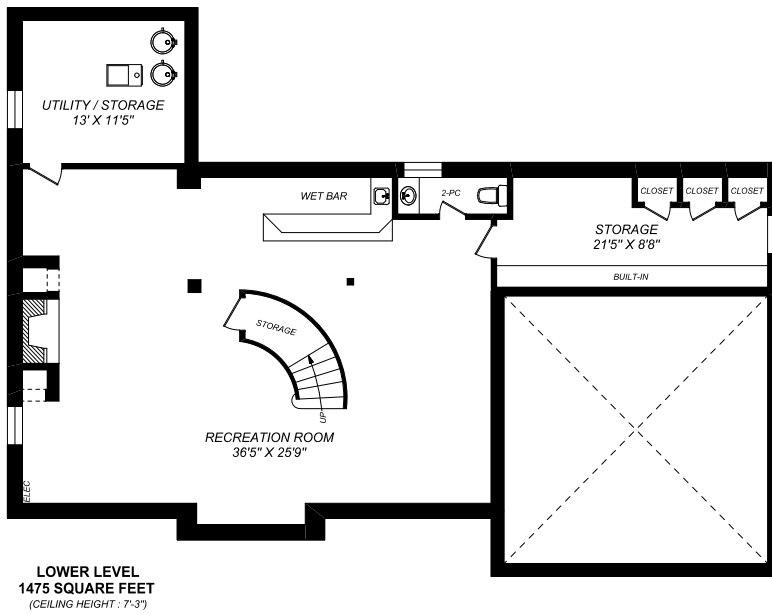 UTILITY / STORAGE
13' X 11'5"
WET BAR
2-PC
CLOSET
CLOSET
CLOSET
STORAGE
21'5" X 8'8"
BUILT-IN
STORAGE
UP
RECREATION ROOM
36'5" X 25'9"
ELEC
LOWER LEVEL
1475 SQUARE FEET
(CEILING HEIGHT : 7'-3")